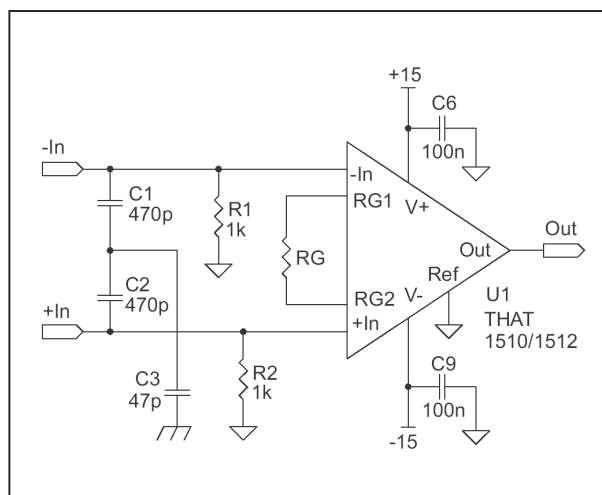 +15
C6
100n
-In
-In
C1
470p
R1
1k
RG1
V+
RG
Out
Out
Ref
C2
470p
RG2
V-
U1
+In
+In
THAT
1510/1512
C3
47p
R2
1k
C9
100n
-15